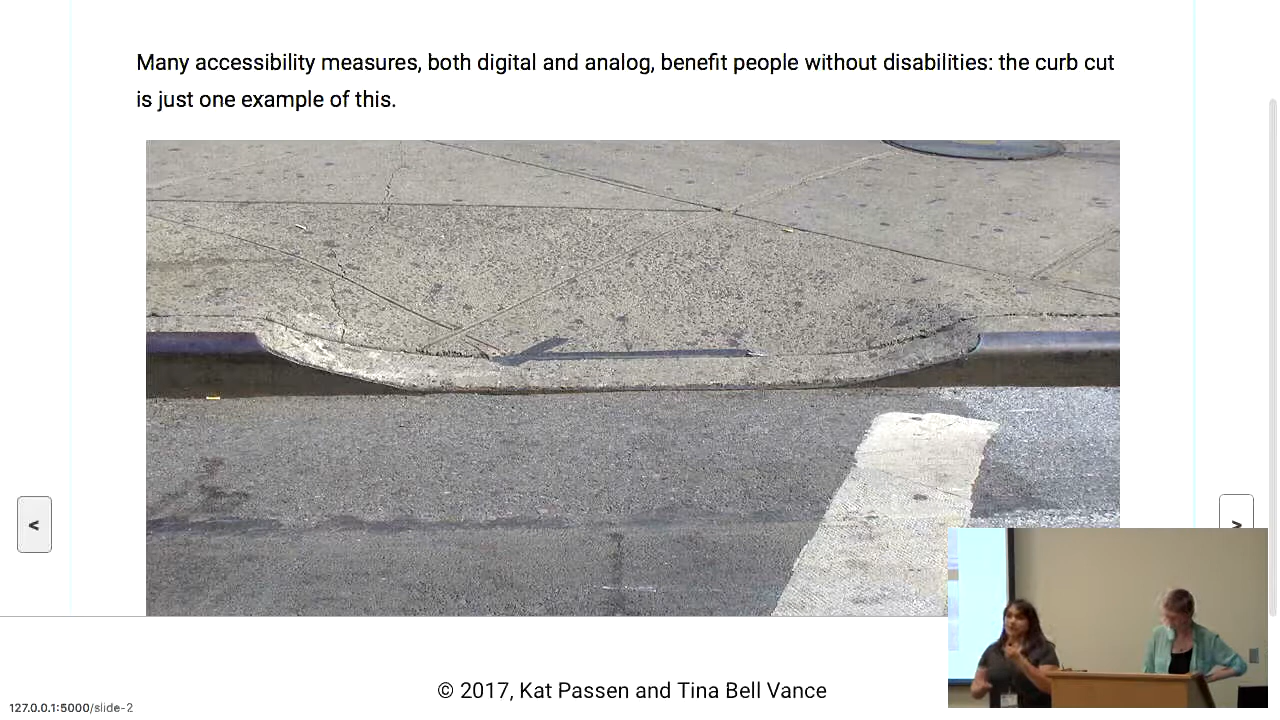 Many accessibility measures, both digital and analog, benefit people without disabilities: the curb cut
is just one example of this.
<
>
© 2017, Kat Passen and Tina Bell Vance
127.0.0.1:5000/slide-2